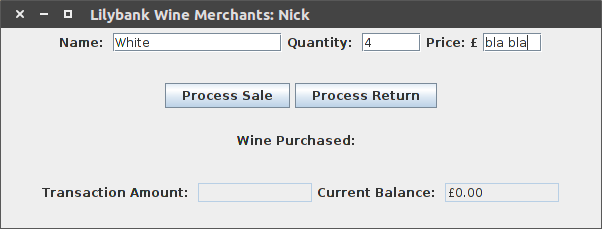 Lilybank Wine Merchants: Nick
Name: White Quantity: 4 Price: £ bla bla
Process Sale Process Return
Wine Purchased:
Transaction Amount: Current Balance: £0.00